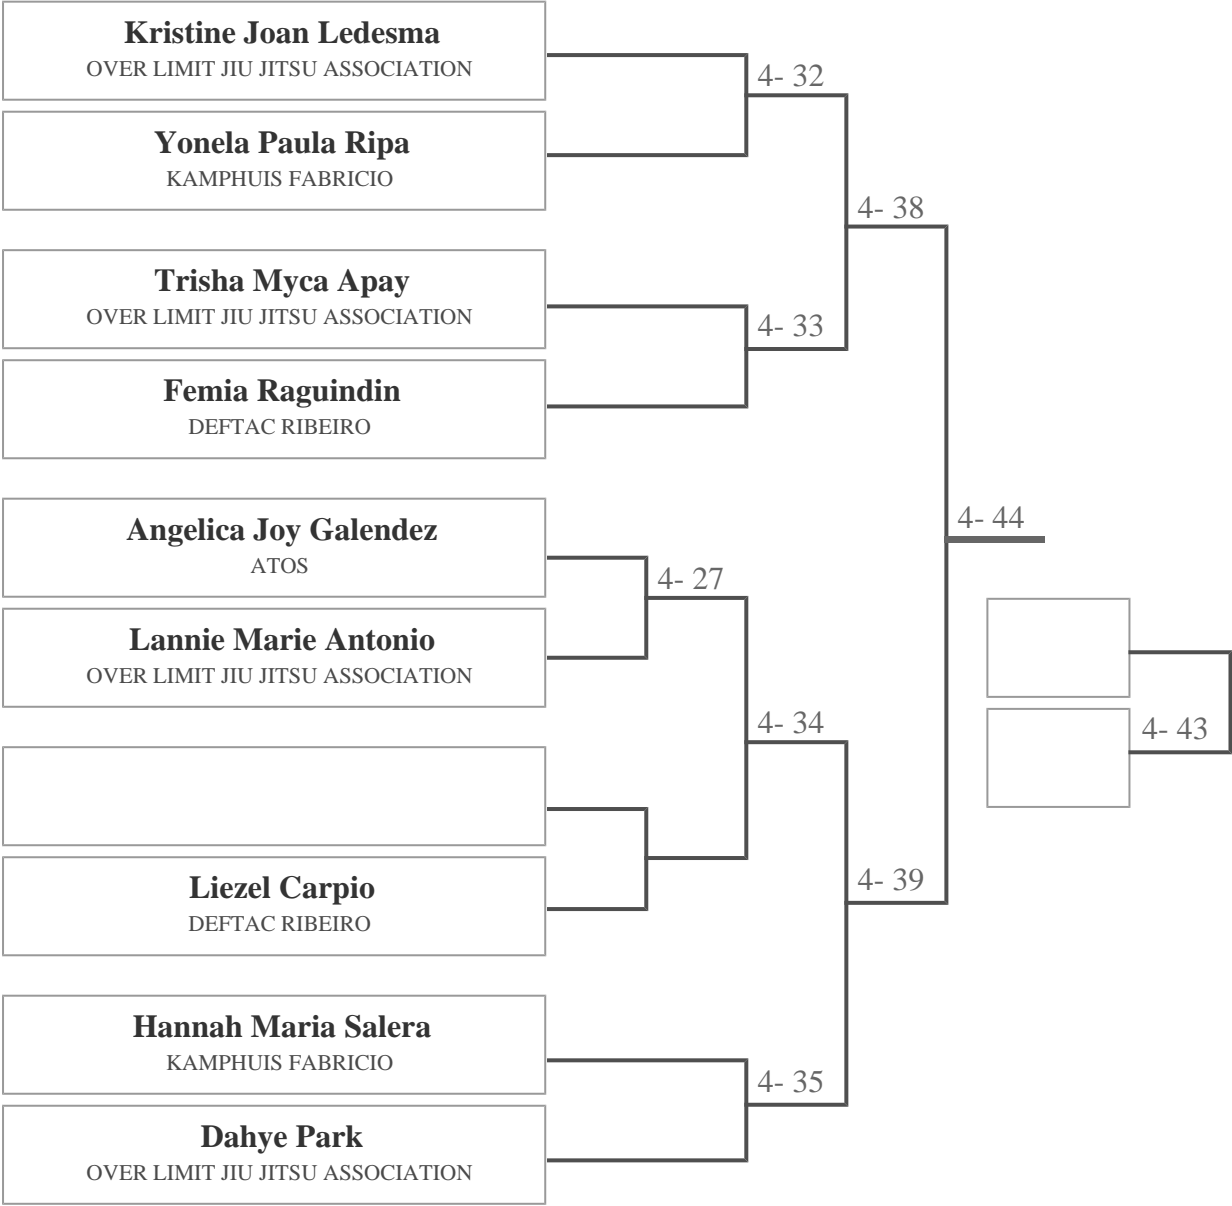 Kristine Joan Ledesma
OVER LIMIT JIU JITSU ASSOCIATION
4- 32
Yonela Paula Ripa
KAMPHUIS FABRICIO
4- 38
Trisha Myca Apay
OVER LIMIT JIU JITSU ASSOCIATION
4- 33
Femia Raguindin
DEFTAC RIBEIRO
Angelica Joy Galendez
ATOS
4- 44
4- 27
Lannie Marie Antonio
OVER LIMIT JIU JITSU ASSOCIATION
4- 34
4- 43
Liezel Carpio
DEFTAC RIBEIRO
4- 39
Hannah Maria Salera
KAMPHUIS FABRICIO
4- 35
Dahye Park
OVER LIMIT JIU JITSU ASSOCIATION